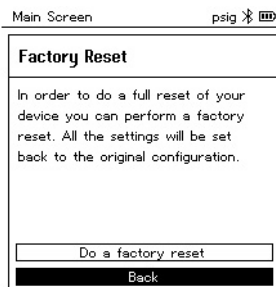 Main Screen psig
Factory Reset
In order to do a full reset of your
device you can perform a factory
reset. All the settings will be set
back to the original configuration.
Do a factory reset
Back